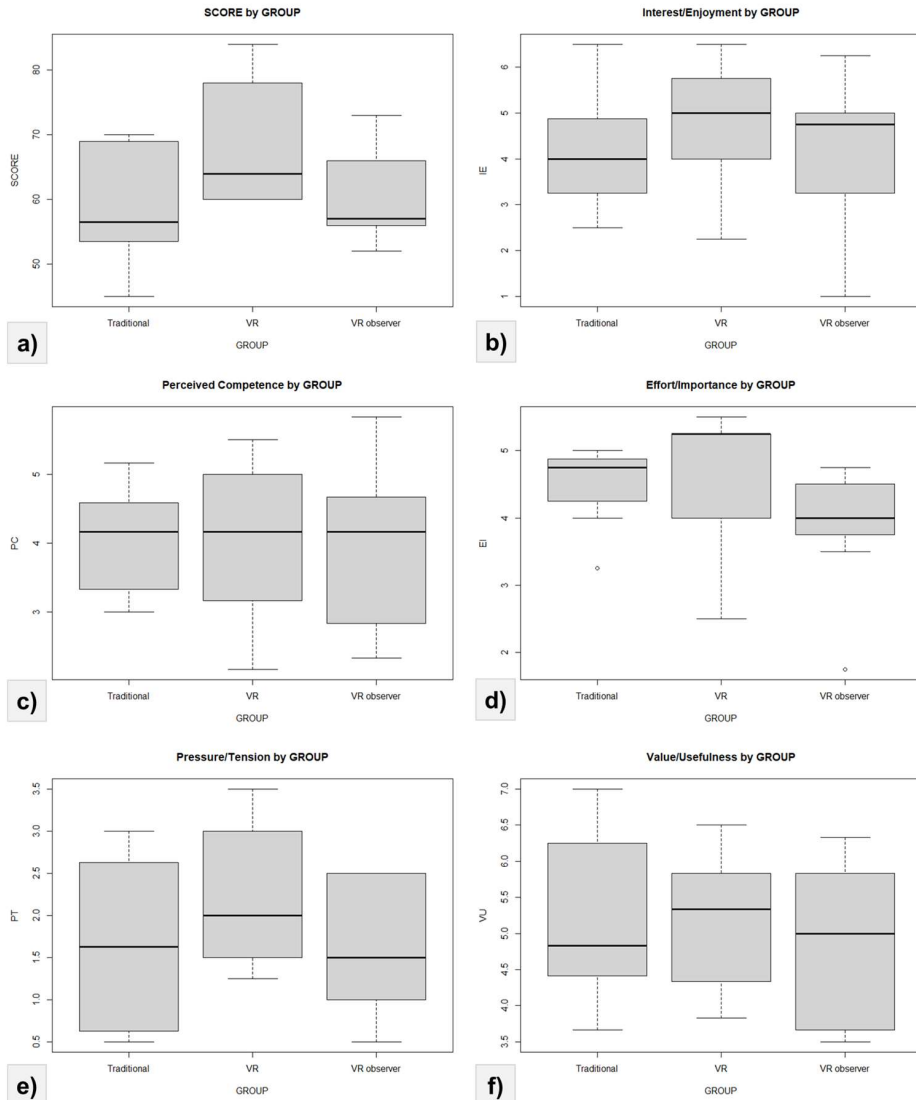 SCORE by GROUP
SCORE
50
60
70
80
Traditional
VR
VR observer
GROUP
a)
Interest/Enjoyment by GROUP
IE
1
2
3
4
5
6
Traditional
VR
VR observer
GROUP
b)
Perceived Competence by GROUP
PC
3
4
5
Traditional
VR
VR observer
GROUP
c)
Effort/Importance by GROUP
EI
2
3
4
5
Traditional
VR
VR observer
GROUP
d)
Pressure/Tension by GROUP
PT
0.5
1.0
1.5
2.0
2.5
3.0
3.5
Traditional
VR
VR observer
GROUP
e)
Value/Usefulness by GROUP
VU
3.5
4.0
4.5
5.0
5.5
6.0
6.5
7.0
Traditional
VR
VR observer
GROUP
f)